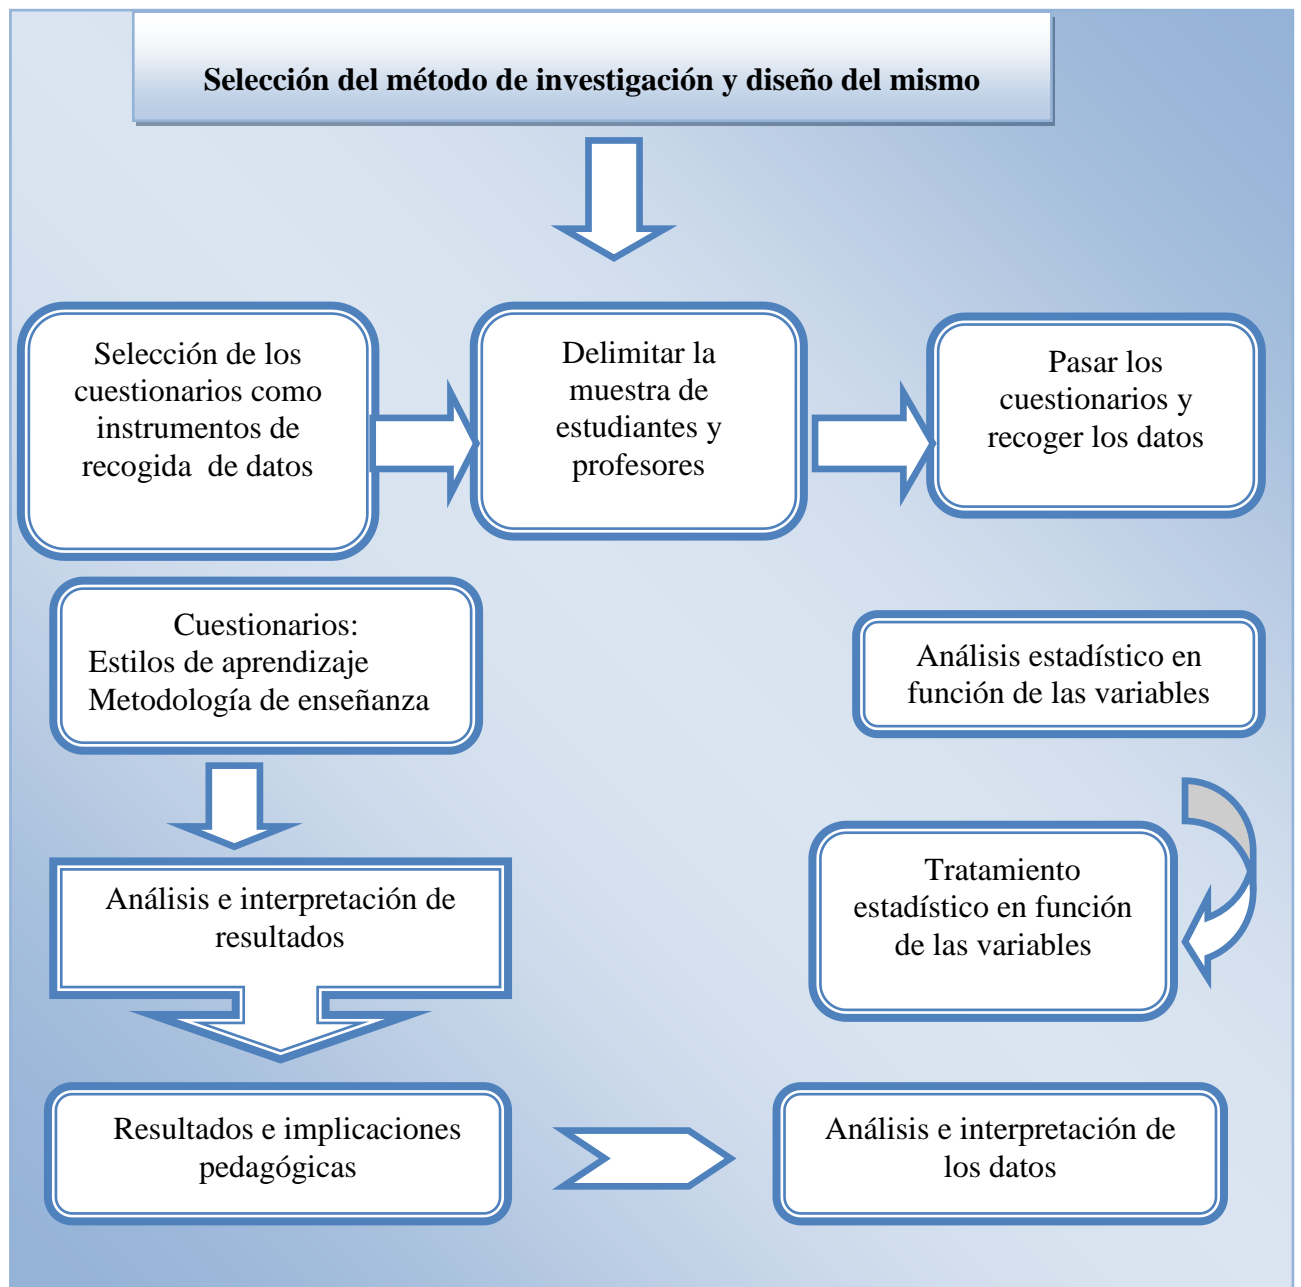 Selección del método de investigación y diseño del mismo
Selección de los
cuestionarios como
instrumentos de
recogida  de datos
Delimitar la
muestra de
estudiantes y
profesores
Pasar los
cuestionarios y
recoger los datos
Cuestionarios:
Estilos de aprendizaje
Metodología de enseñanza
Análisis estadístico en
función de las variables
Análisis e interpretación de
resultados
Tratamiento
estadístico en función
de las variables
Resultados e implicaciones
pedagógicas
Análisis e interpretación de
los datos